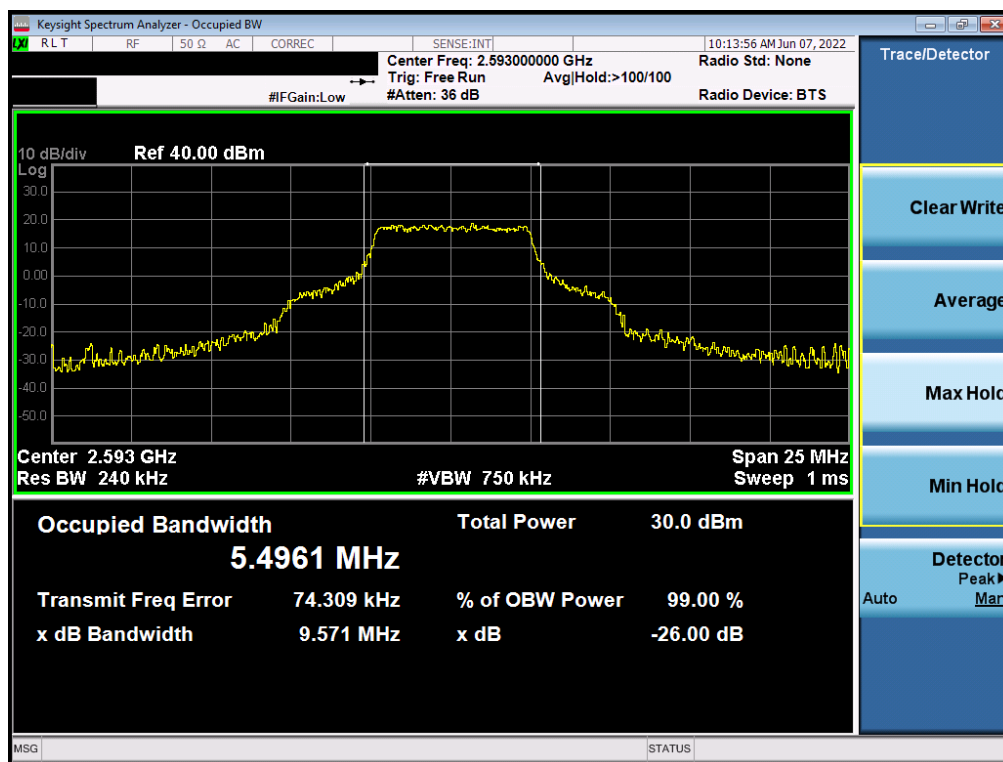 Keysight Spectrum Analyzer - Occupied BW
LXI R L T RF 50 Ω AC CORREC SENSE:INT 10:13:56 AM Jun 07, 2022
Center Freq: 2.593000000 GHz Radio Std: None
Trig: Free Run Avg|Hold:>100/100
#IFGain:Low #Atten: 36 dB Radio Device: BTS
10 dB/div Ref 40.00 dBm
Log
30.0
20.0
10.0
0.00
-10.0
-20.0
-30.0
-40.0
-50.0
Center 2.593 GHz Span 25 MHz
Res BW 240 kHz #VBW 750 kHz Sweep 1 ms
Occupied Bandwidth Total Power 30.0 dBm
5.4961 MHz
Transmit Freq Error 74.309 kHz % of OBW Power 99.00 %
x dB Bandwidth 9.571 MHz x dB -26.00 dB
MSG STATUS
Trace/Detector
Clear Write
Average
Max Hold
Min Hold
Detector
Peak▶
Auto Man